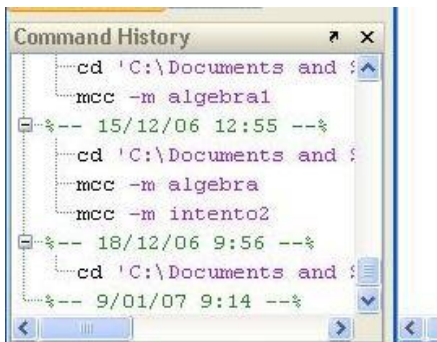 Command History
cd 'C:\Documents and
mcc -m algebra1
%-- 15/12/06 12:55 --%
cd 'C:\Documents and
mcc -m algebra
mcc -m intento2
%-- 18/12/06 9:56 --%
cd 'C:\Documents and
%-- 9/01/07 9:14 --%